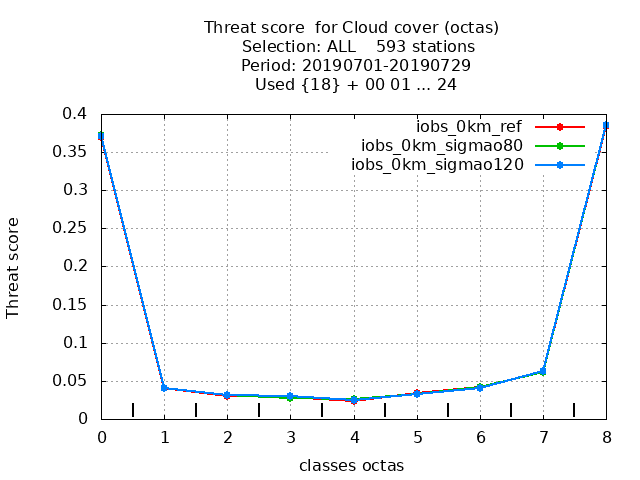 Threat score  for Cloud cover (octas)
Selection: ALL    593 stations
Period: 20190701-20190729
Used {18} + 00 01 ... 24
iobs_0km_ref
iobs_0km_sigmao80
iobs_0km_sigmao120
Threat score
0.4
0.35
0.3
0.25
0.2
0.15
0.1
0.05
0
0 1 2 3 4 5 6 7 8
classes octas